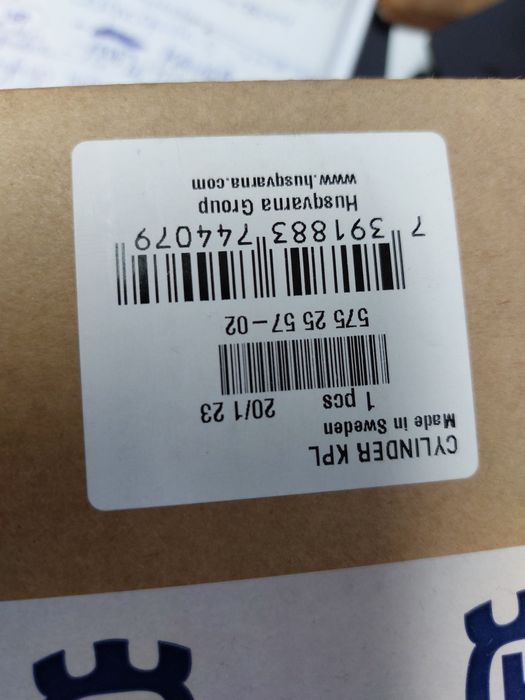 CYLINDER KPL
Made in Sweden
1 pcs 20/1 23
575 25 57-02
7 391883 744079
Husqvarna Group
www.husqvarna.com